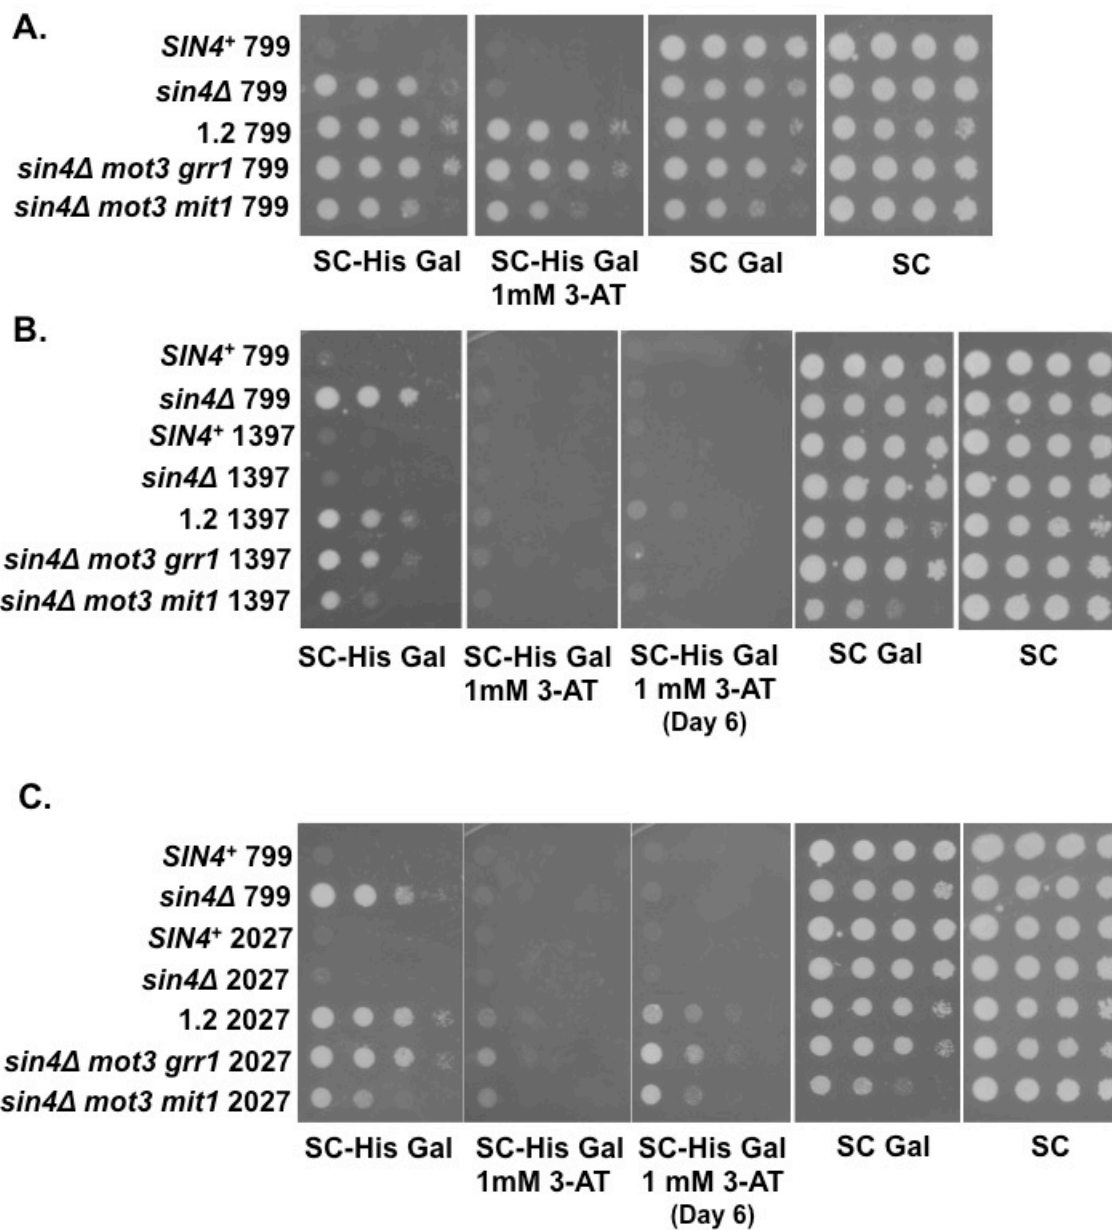 A.
SIN4+ 799
sin4Δ 799
1.2 799
sin4Δ mot3 grr1 799
sin4Δ mot3 mit1 799
SC-His Gal
SC-His Gal
1mM 3-AT
SC Gal
SC
B.
SIN4+ 799
sin4Δ 799
SIN4+ 1397
sin4Δ 1397
1.2 1397
sin4Δ mot3 grr1 1397
sin4Δ mot3 mit1 1397
SC-His Gal
SC-His Gal
1mM 3-AT
SC-His Gal
1 mM 3-AT
(Day 6)
SC Gal
SC
C.
SIN4+ 799
sin4Δ 799
SIN4+ 2027
sin4Δ 2027
1.2 2027
sin4Δ mot3 grr1 2027
sin4Δ mot3 mit1 2027
SC-His Gal
SC-His Gal
1mM 3-AT
SC-His Gal
1 mM 3-AT
(Day 6)
SC Gal
SC